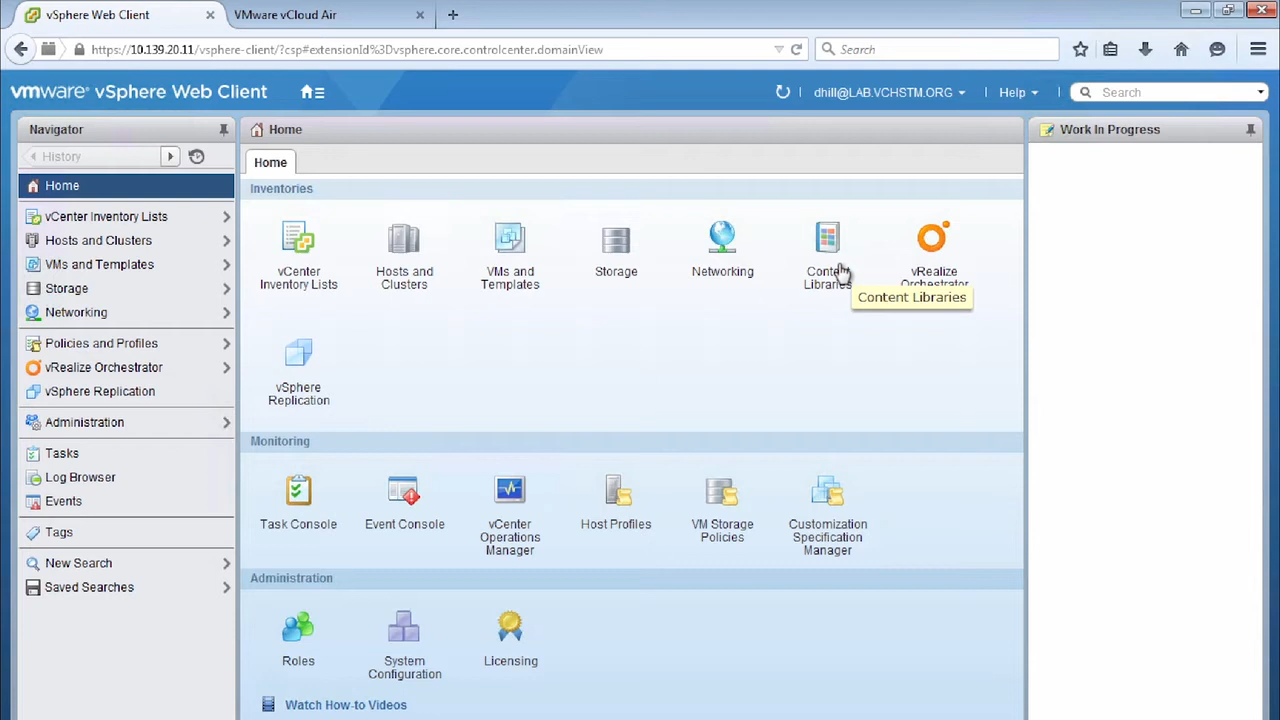 vSphere Web Client
VMware vCloud Air
https://10.139.20.11/vsphere-client/?csp#extensionId%3Dvsphere.core.controlcenter.domainView
Search
vmware® vSphere Web Client
dhill@LAB.VCHSTM.ORG
Help
Search
Navigator
History
Home
vCenter Inventory Lists
Hosts and Clusters
VMs and Templates
Storage
Networking
Policies and Profiles
vRealize Orchestrator
vSphere Replication
Administration
Tasks
Log Browser
Events
Tags
New Search
Saved Searches
Home
Home
Inventories
vCenter
Inventory Lists
Hosts and
Clusters
VMs and
Templates
Storage
Networking
Content
Libraries
vRealize
Orchestrator
Content Libraries
vSphere
Replication
Monitoring
Task Console
Event Console
vCenter
Operations
Manager
Host Profiles
VM Storage
Policies
Customization
Specification
Manager
Administration
Roles
System
Configuration
Licensing
Watch How-to Videos
Work In Progress